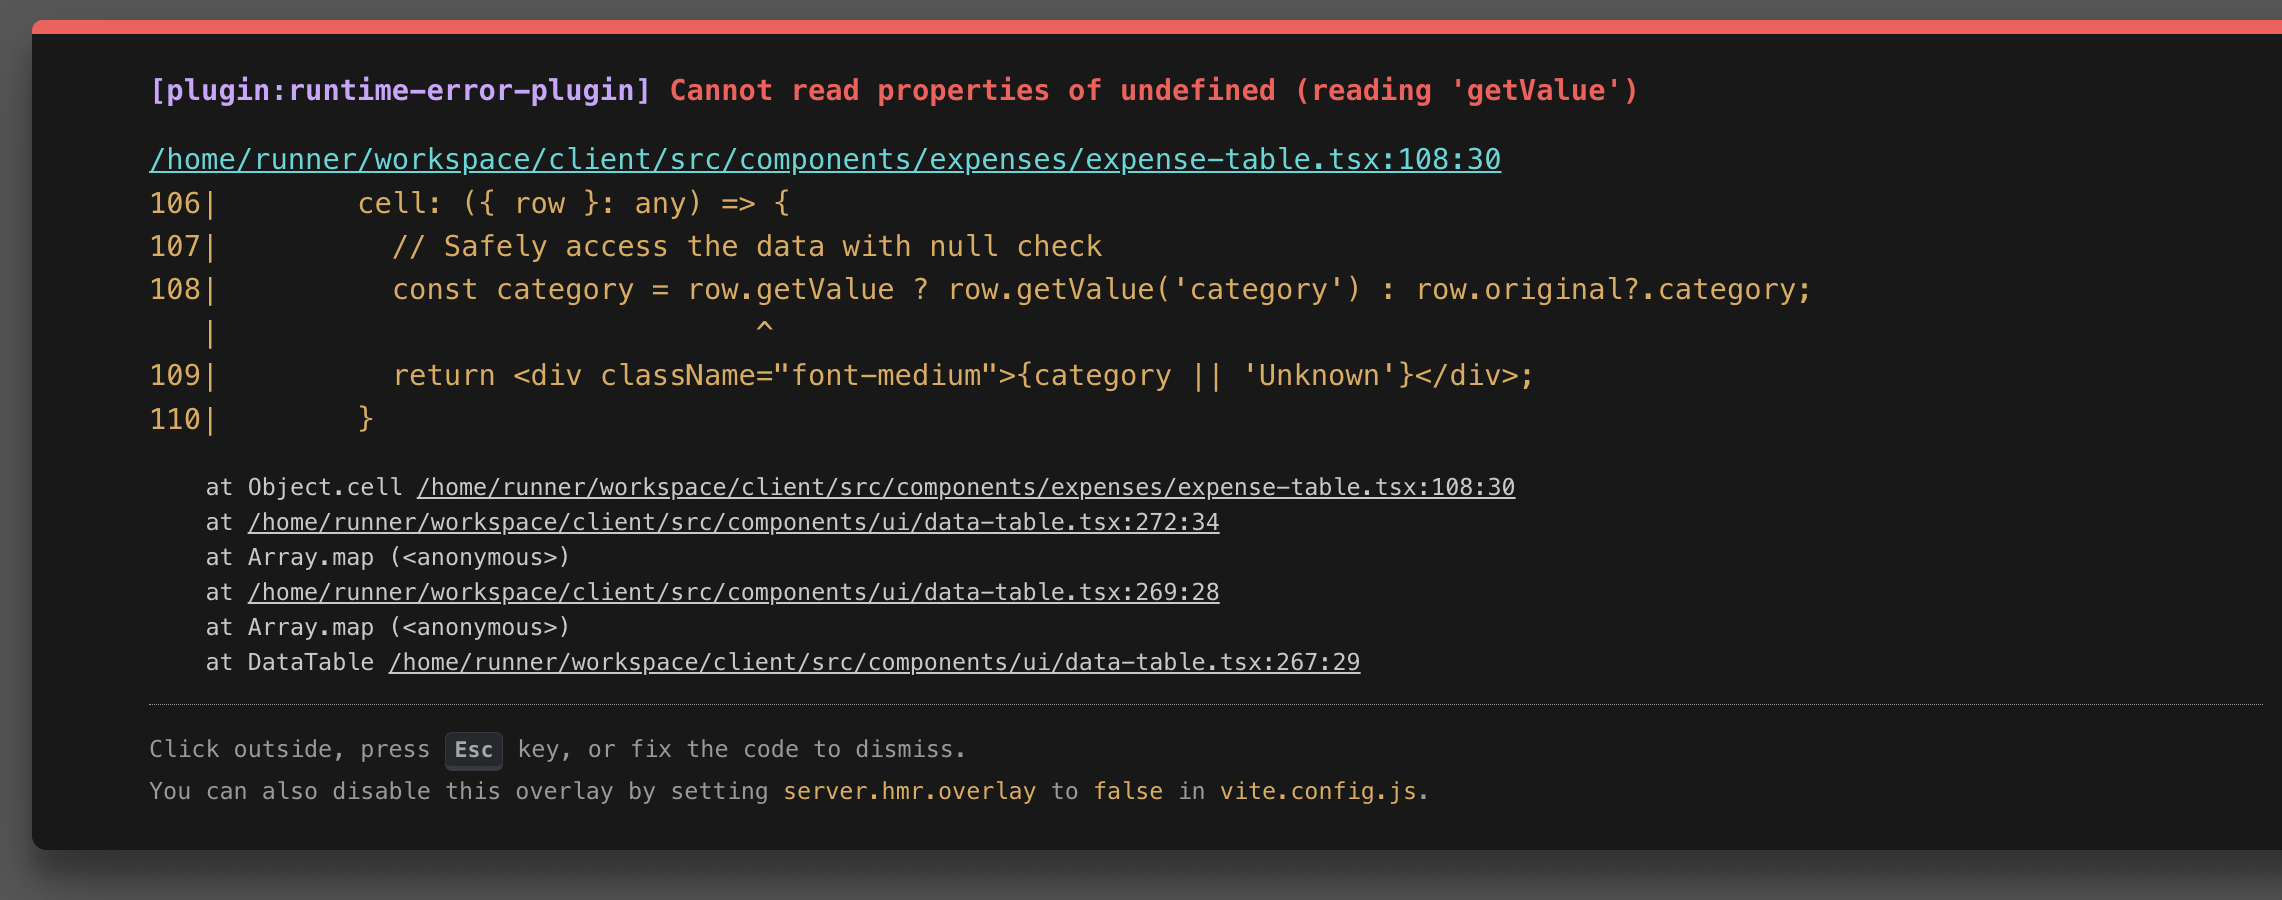 [plugin:runtime-error-plugin] Cannot read properties of undefined (reading 'getValue')
/home/runner/workspace/client/src/components/expenses/expense-table.tsx:108:30
106|        cell: ({ row }: any) => {
107|          // Safely access the data with null check
108|          const category = row.getValue ? row.getValue('category') : row.original?.category;
   |                               ^
109|          return <div className="font-medium">{category || 'Unknown'}</div>;
110|        }
at Object.cell /home/runner/workspace/client/src/components/expenses/expense-table.tsx:108:30
at /home/runner/workspace/client/src/components/ui/data-table.tsx:272:34
at Array.map (<anonymous>)
at /home/runner/workspace/client/src/components/ui/data-table.tsx:269:28
at Array.map (<anonymous>)
at DataTable /home/runner/workspace/client/src/components/ui/data-table.tsx:267:29
Click outside, press Esc key, or fix the code to dismiss.
You can also disable this overlay by setting server.hmr.overlay to false in vite.config.js.